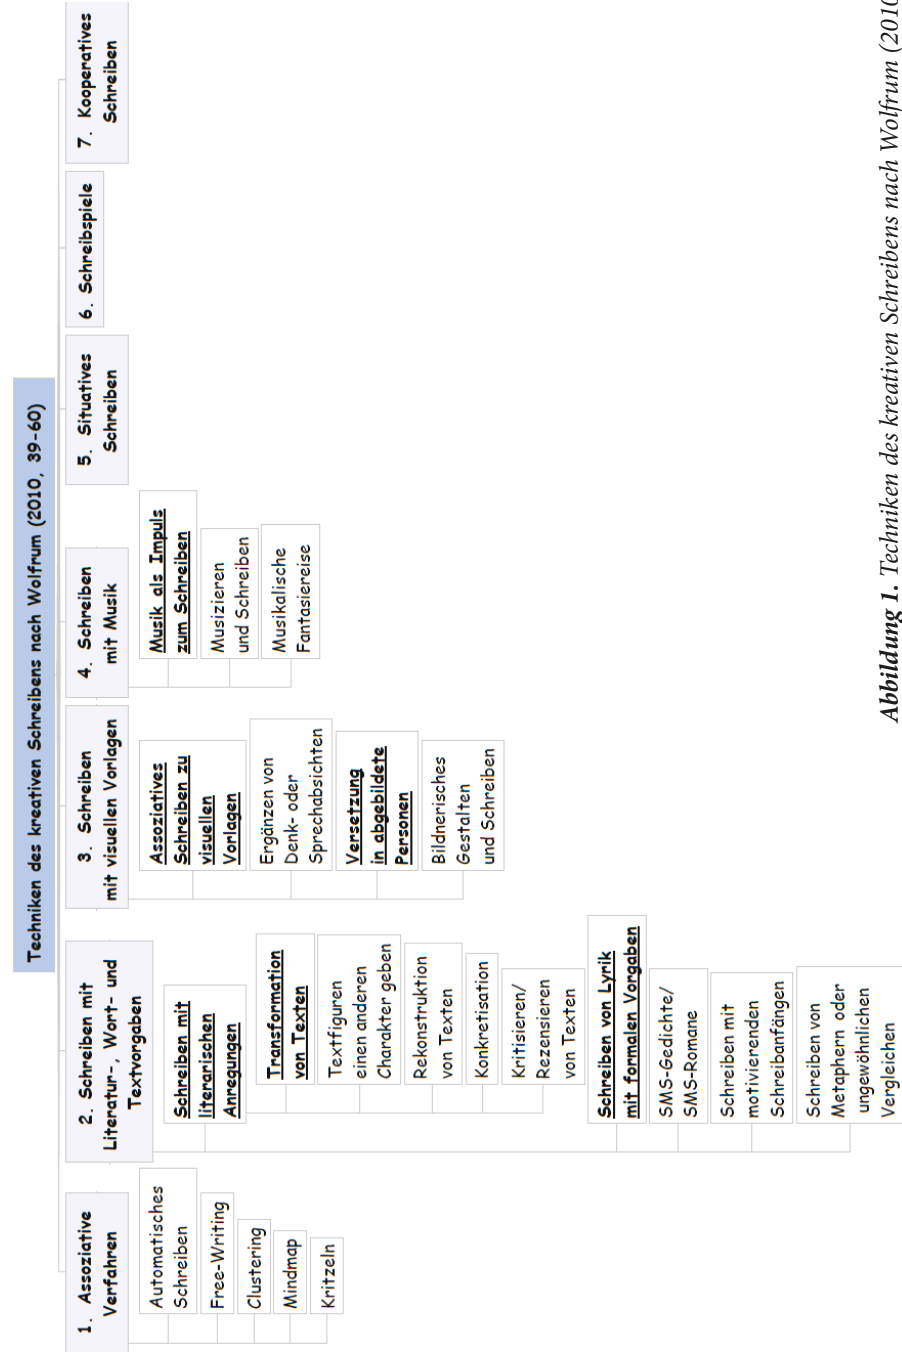 Techniken des kreativen Schreibens nach Wolfrum (2010, 39-60)
1. Assoziative
Verfahren
Automatisches
Schreiben
Free-Writing
Clustering
Mindmap
Kritzeln
2. Schreiben mit
Literatur-, Wort- und
Textvorgaben
Schreiben mit
literarischen
Anregungen
Transformation
von Texten
Textfiguren
einen anderen
Charakter geben
Rekonstruktion
von Texten
Konkretisation
Kritisieren/
Rezensieren
von Texten
Schreiben von Lyrik
mit formalen Vorgaben
SMS-Gedichte/
SMS-Romane
Schreiben mit
motivierenden
Schreibanfängen
Schreiben von
Metaphern oder
ungewöhnlichen
Vergleichen
3. Schreiben
mit visuellen Vorlagen
Assoziatives
Schreiben zu
visuellen
Vorlagen
Ergänzen von
Denk- oder
Sprechabsichten
Versetzung
in abgebildete
Personen
Bildnerisches
Gestalten
und Schreiben
4. Schreiben
mit Musik
Musik als Impuls
zum Schreiben
Musizieren
und Schreiben
Musikalische
Fantasiereise
5. Situatives
Schreiben
6. Schreibspiele
7. Kooperatives
Schreiben
Abbildung 1. Techniken des kreativen Schreibens nach Wolfrum (2010